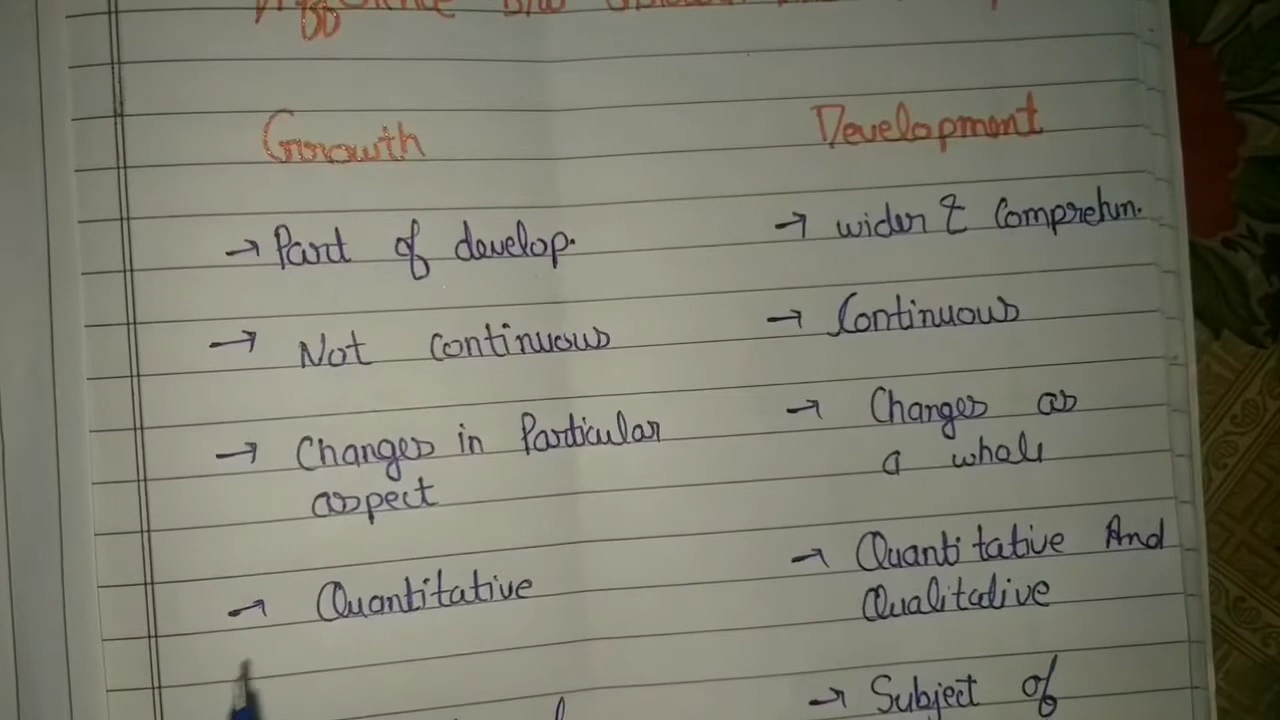 Growth Development
→ Part of develop. → wider & Comprehn.
→ Not continuous → Continuous
→ Changes in Particular → Changes as
aspect a whole
→ Quantitative → Quantitative And
Qualitative
→ Subject of